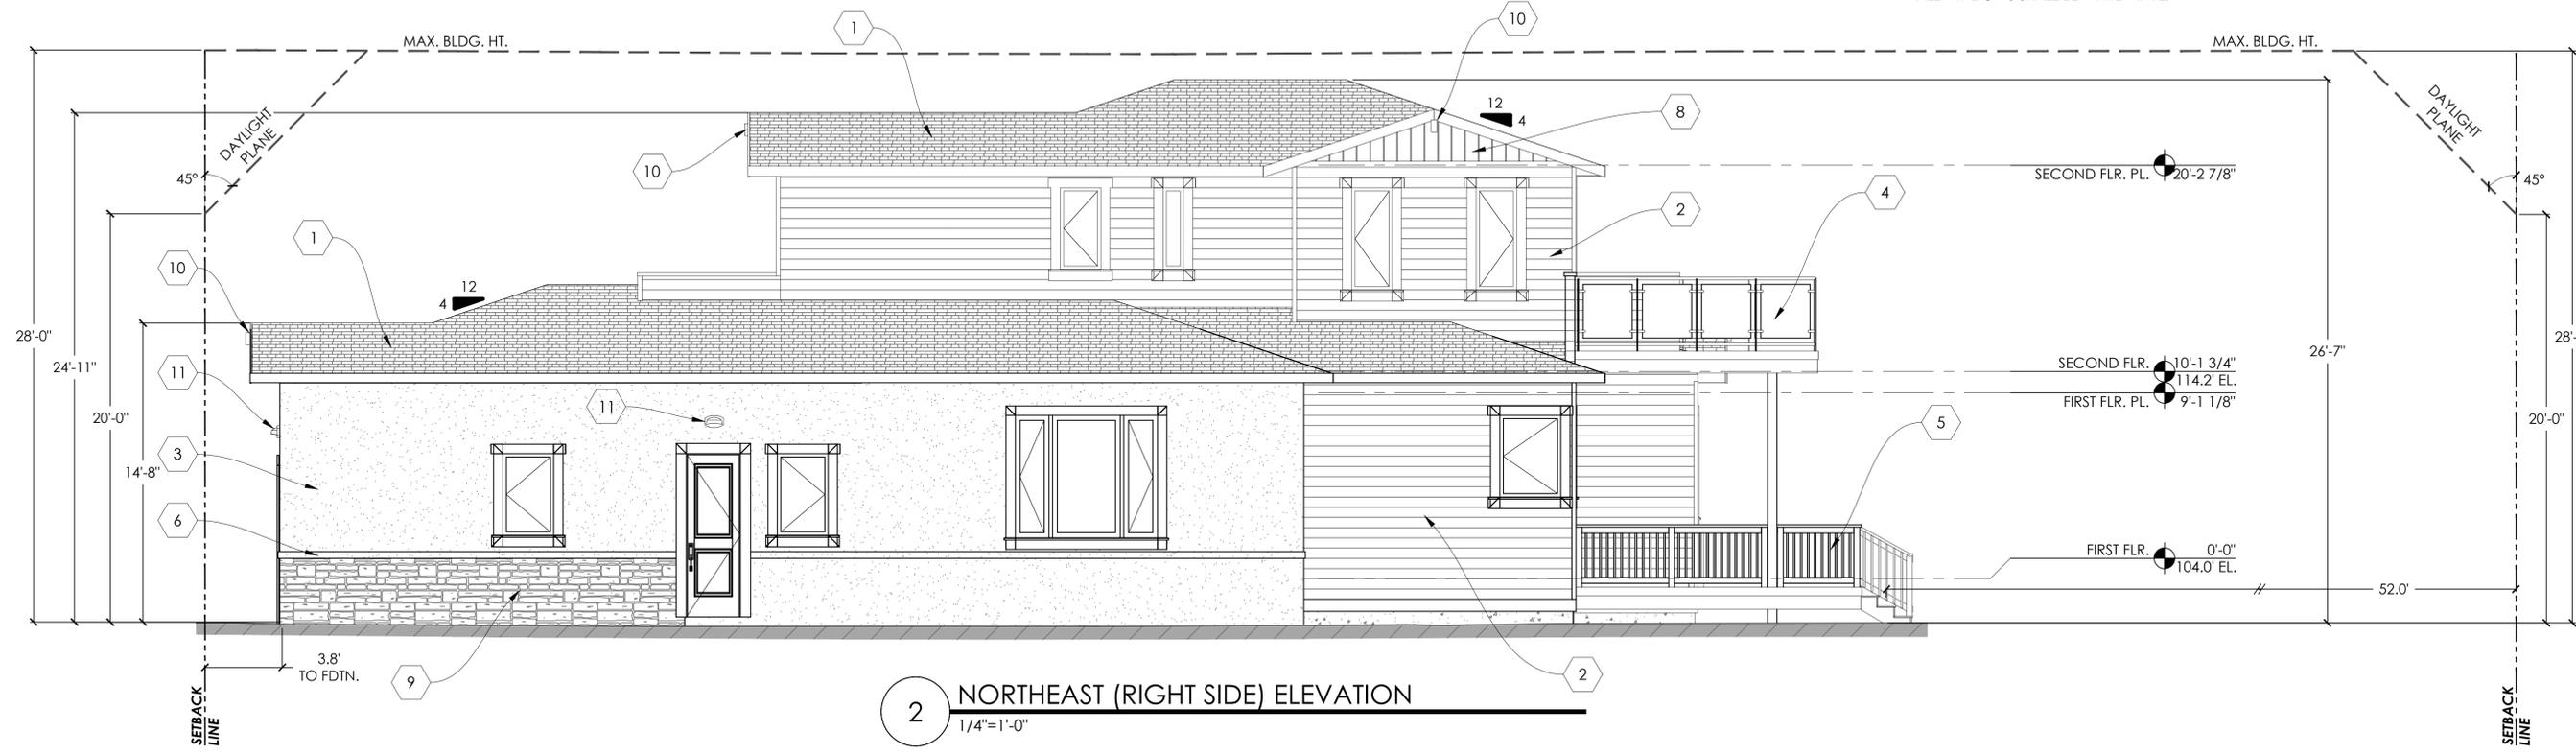 MAX. BLDG. HT.
1
10
MAX. BLDG. HT.
DAYLIGHT
PLANE
45°
10
12
4
8
DAYLIGHT
PLANE
45°
SECOND FLR. PL. 20'-2 7/8"
4
2
1
10
12
4
28'-0"
24'-11"
20'-0"
14'-8"
11
11
3
6
26'-7"
28'-
20'-0"
SECOND FLR. 10'-1 3/4"
114.2' EL.
FIRST FLR. PL. 9'-1 1/8"
5
FIRST FLR. 0'-0"
104.0' EL.
52.0'
3.8'
TO FDTN.
9
2
SETBACK
LINE
2 NORTHEAST (RIGHT SIDE) ELEVATION
1/4"=1'-0"
SETBACK
LINE